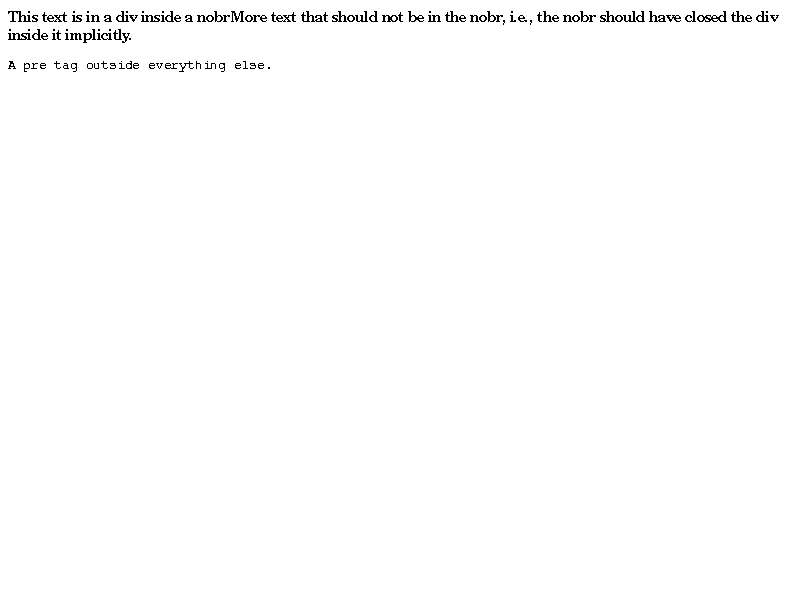 This text is in a div inside a nobrMore text that should not be in the nobr, i.e., the nobr should have closed the div
inside it implicitly.
A pre tag outside everything else.